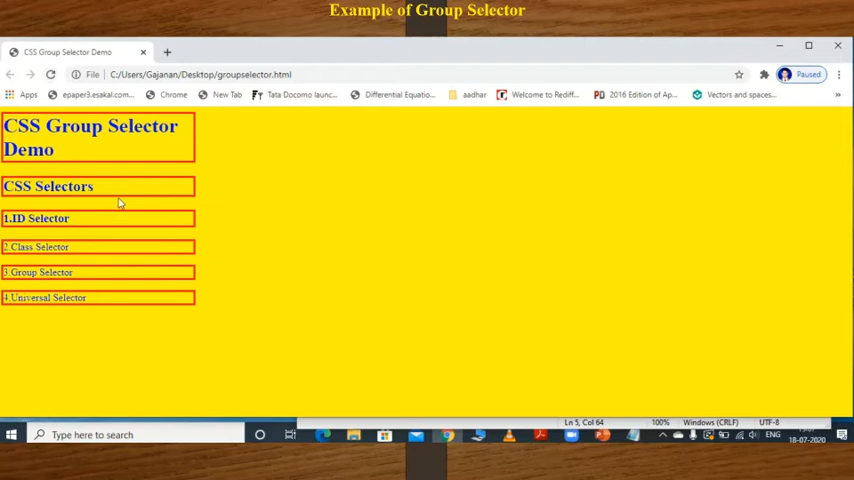 Example of Group Selector
CSS Group Selector Demo
File C:/Users/Gajanan/Desktop/groupselector.html
Paused
Apps epaper3.esakal.com... Chrome New Tab Tata Docomo launc... Differential Equatio... aadhar Welcome to Rediff... 2016 Edition of Ap... Vectors and spaces...
CSS Group Selector
Demo
CSS Selectors
1.ID Selector
2.Class Selector
3.Group Selector
4.Universal Selector
Ln 5, Col 64 100% Windows (CRLF) UTF-8
Type here to search
ENG
18-07-2020